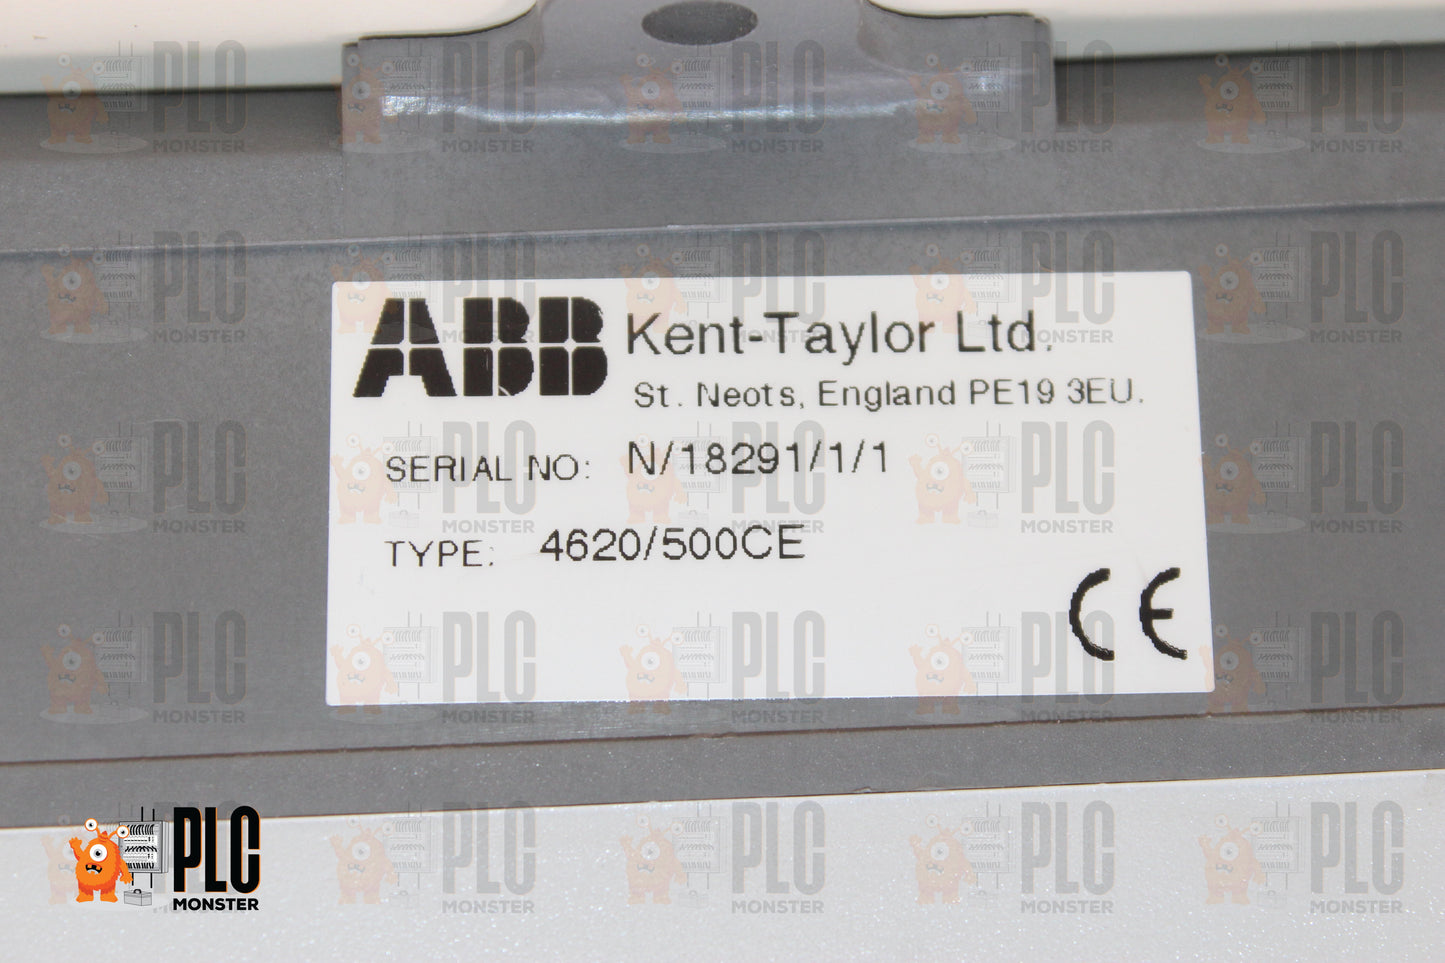 ABB Kent-Taylor Ltd.
St. Neots, England PE19 3EU.
SERIAL NO: N/18291/1/1
TYPE: 4620/500CE
CE
PLC
MONSTER